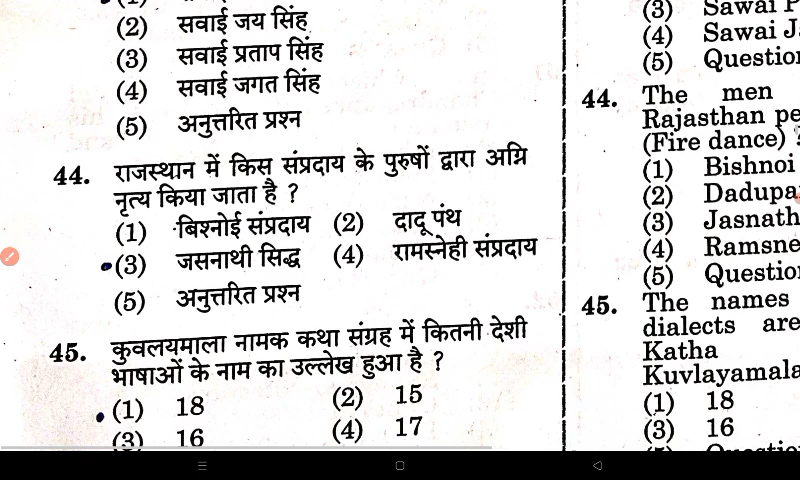 (2) सवाई जय सिंह
(3) सवाई प्रताप सिंह
(4) सवाई जगत सिंह
(5) अनुत्तरित प्रश्न
44. राजस्थान में किस संप्रदाय के पुरुषों द्वारा अग्नि
नृत्य किया जाता है ?
(1) बिश्नोई संप्रदाय (2) दादू पंथ
(3) जसनाथी सिद्ध (4) रामस्नेही संप्रदाय
(5) अनुत्तरित प्रश्न
45. कुवलयमाला नामक कथा संग्रह में कितनी देशी
भाषाओं के नाम का उल्लेख हुआ है ?
(1) 18 (2) 15
(3) 16 (4) 17
(3) Sawai P
(4) Sawai J
(5) Question
44. The men
Rajasthan pe
(Fire dance) ?
(1) Bishnoi
(2) Dadupa
(3) Jasnath
(4) Ramsne
(5) Question
45. The names
dialects are
Katha
Kuvlayamala
(1) 18
(3) 16